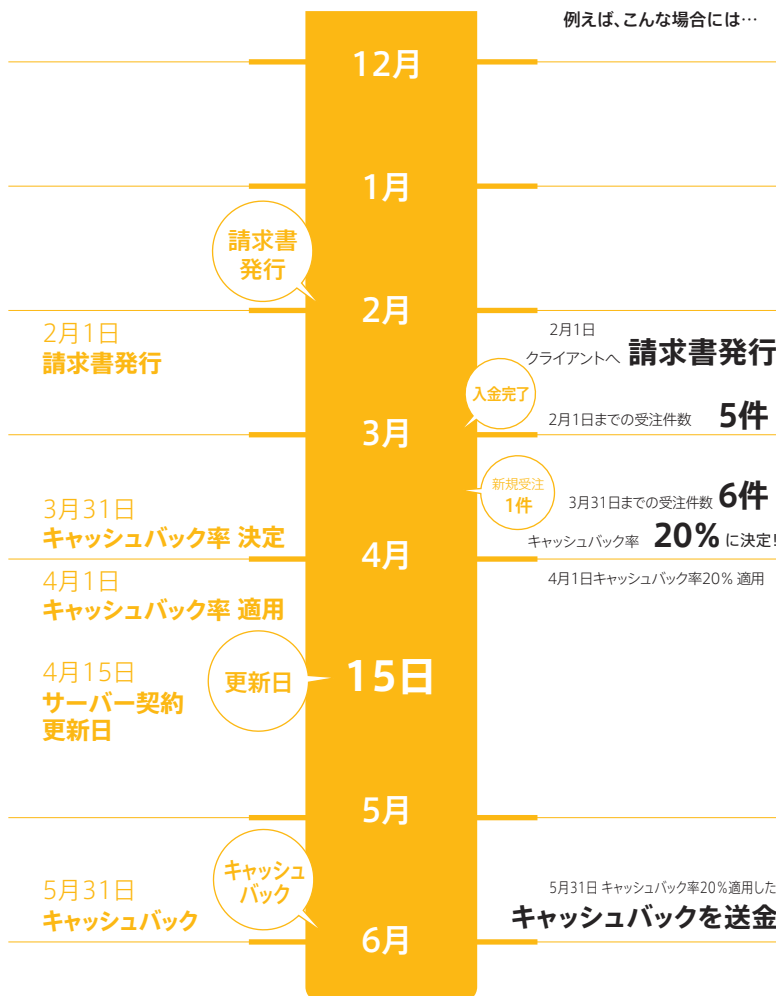 例えば、こんな場合には…
12月
1月
請求書
発行
2月
2月1日
請求書発行
2月1日
クライアントへ 請求書発行
入金完了
2月1日までの受注件数 5件
3月
新規受注
1件
3月31日
キャッシュバック率 決定
3月31日までの受注件数 6件
キャッシュバック率 20% に決定!
4月
4月1日
キャッシュバック率 適用
4月1日キャッシュバック率20% 適用
4月15日
サーバー契約
更新日
更新日
15日
5月
キャッシュ
バック
5月31日
キャッシュバック
5月31日 キャッシュバック率20%適用した
キャッシュバックを送金
6月